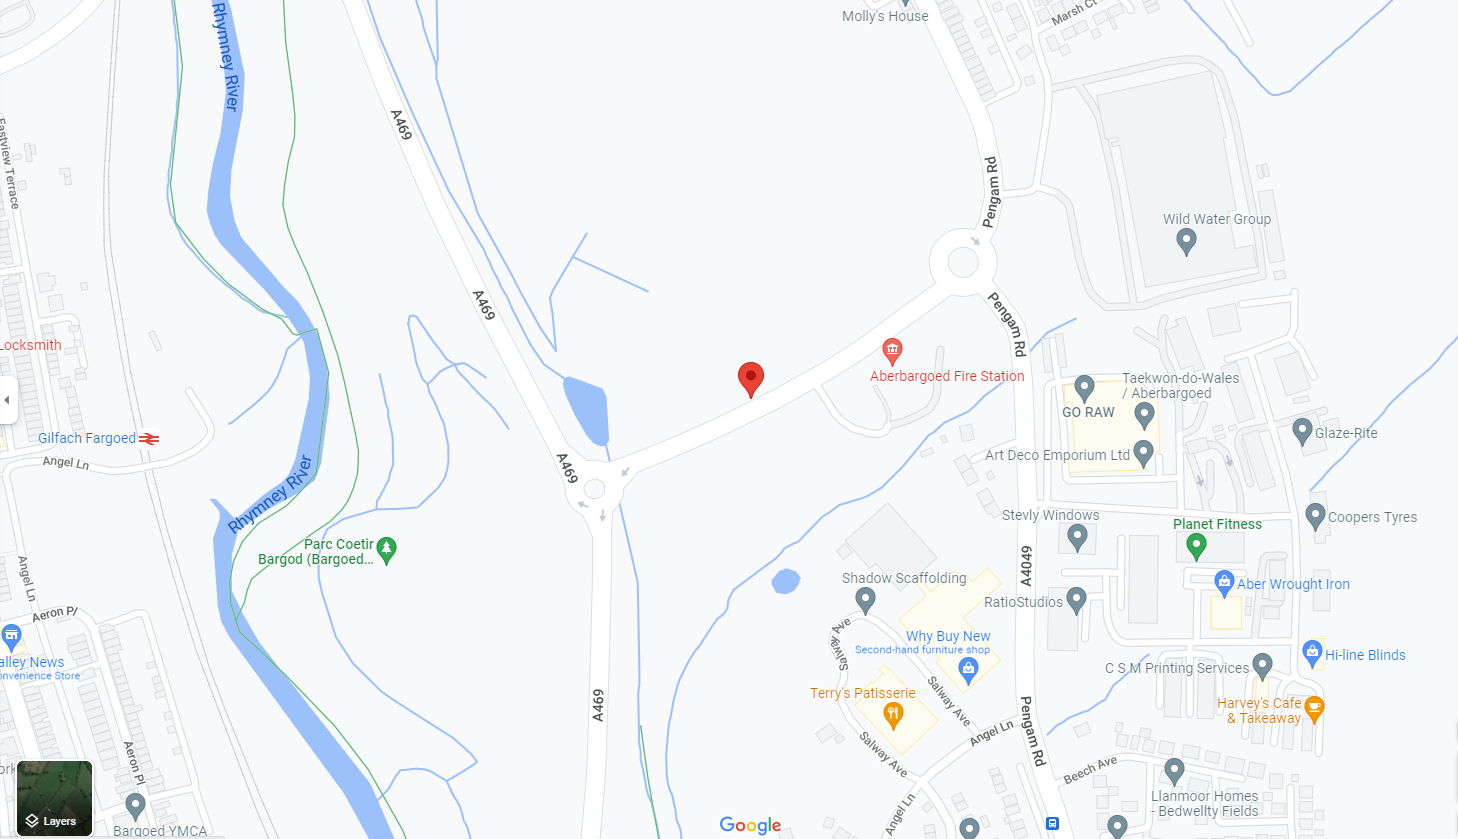 Molly's House
Marsh Ct
Rhymney River
A469
Eastview Terrace
Pengam Rd
Wild Water Group
A469
Pengam Rd
Locksmith
Aberbargoed Fire Station
Taekwon-do-Wales
/ Aberbargoed
GO RAW
Glaze-Rite
Gilfach Fargoed
Angel Ln
Art Deco Emporium Ltd
A469
Rhymney River
Stevly Windows
Coopers Tyres
Planet Fitness
Parc Coetir
Bargod (Bargoed...
A4049
Angel Ln
Shadow Scaffolding
Aber Wrought Iron
RatioStudios
Aeron Pl
Salway Ave
Why Buy New
Second-hand furniture shop
alley News
onvenience Store
Hi-line Blinds
C S M Printing Services
Terry's Patisserie
Salway Ave
A469
Harvey's Cafe
& Takeaway
Pengam Rd
Angel Ln
Salway Ave
Aeron Pl
Beech Ave
Llanmoor Homes
- Bedwellty Fields
Angel Ln
Layers
Google
Bargoed YMCA